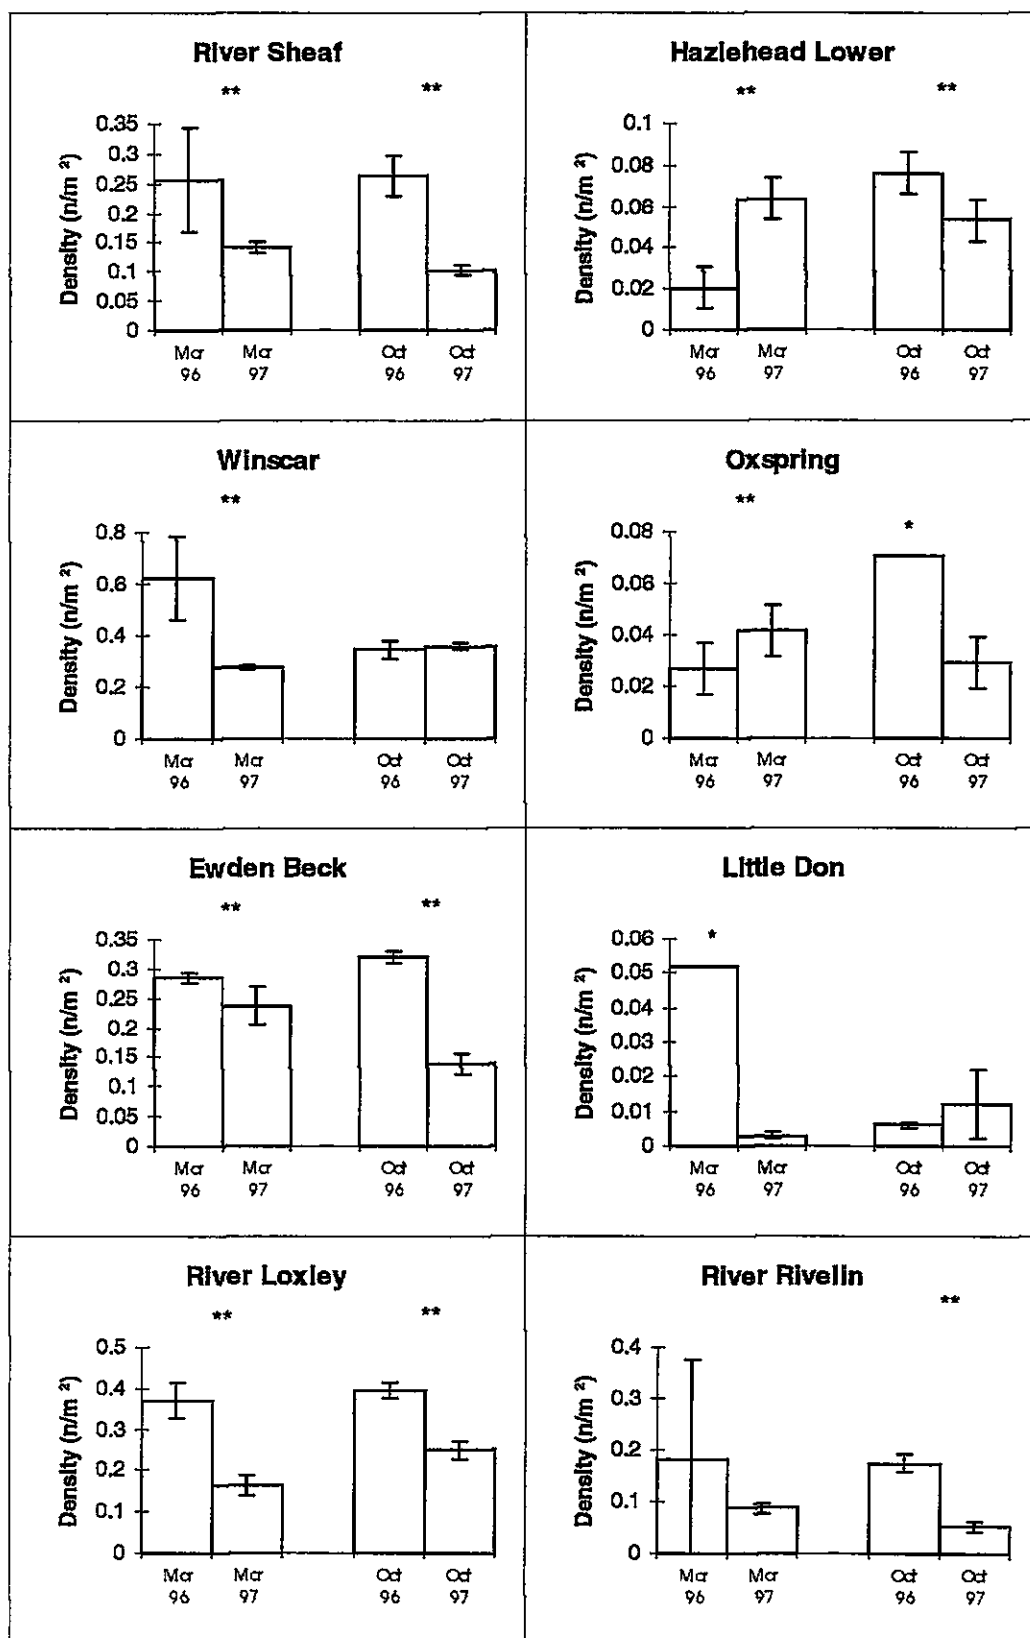 River Sheaf
** **
Density (n/m ²)
0.35
0.3
0.25
0.2
0.15
0.1
0.05
0
Mar 96 Mar 97 Oct 96 Oct 97
Hazlehead Lower
** **
Density (n/m ²)
0.1
0.08
0.06
0.04
0.02
0
Mar 96 Mar 97 Oct 96 Oct 97
Winscar
**
Density (n/m ²)
0.8
0.6
0.4
0.2
0
Mar 96 Mar 97 Oct 96 Oct 97
Oxspring
** *
Density (n/m ²)
0.08
0.06
0.04
0.02
0
Mar 96 Mar 97 Oct 96 Oct 97
Ewden Beck
** **
Density (n/m ²)
0.35
0.3
0.25
0.2
0.15
0.1
0.05
0
Mar 96 Mar 97 Oct 96 Oct 97
Little Don
*
Density (n/m ²)
0.06
0.05
0.04
0.03
0.02
0.01
0
Mar 96 Mar 97 Oct 96 Oct 97
River Loxley
** **
Density (n/m ²)
0.5
0.4
0.3
0.2
0.1
0
Mar 96 Mar 97 Oct 96 Oct 97
River Rivelin
**
Density (n/m ²)
0.4
0.3
0.2
0.1
0
Mar 96 Mar 97 Oct 96 Oct 97